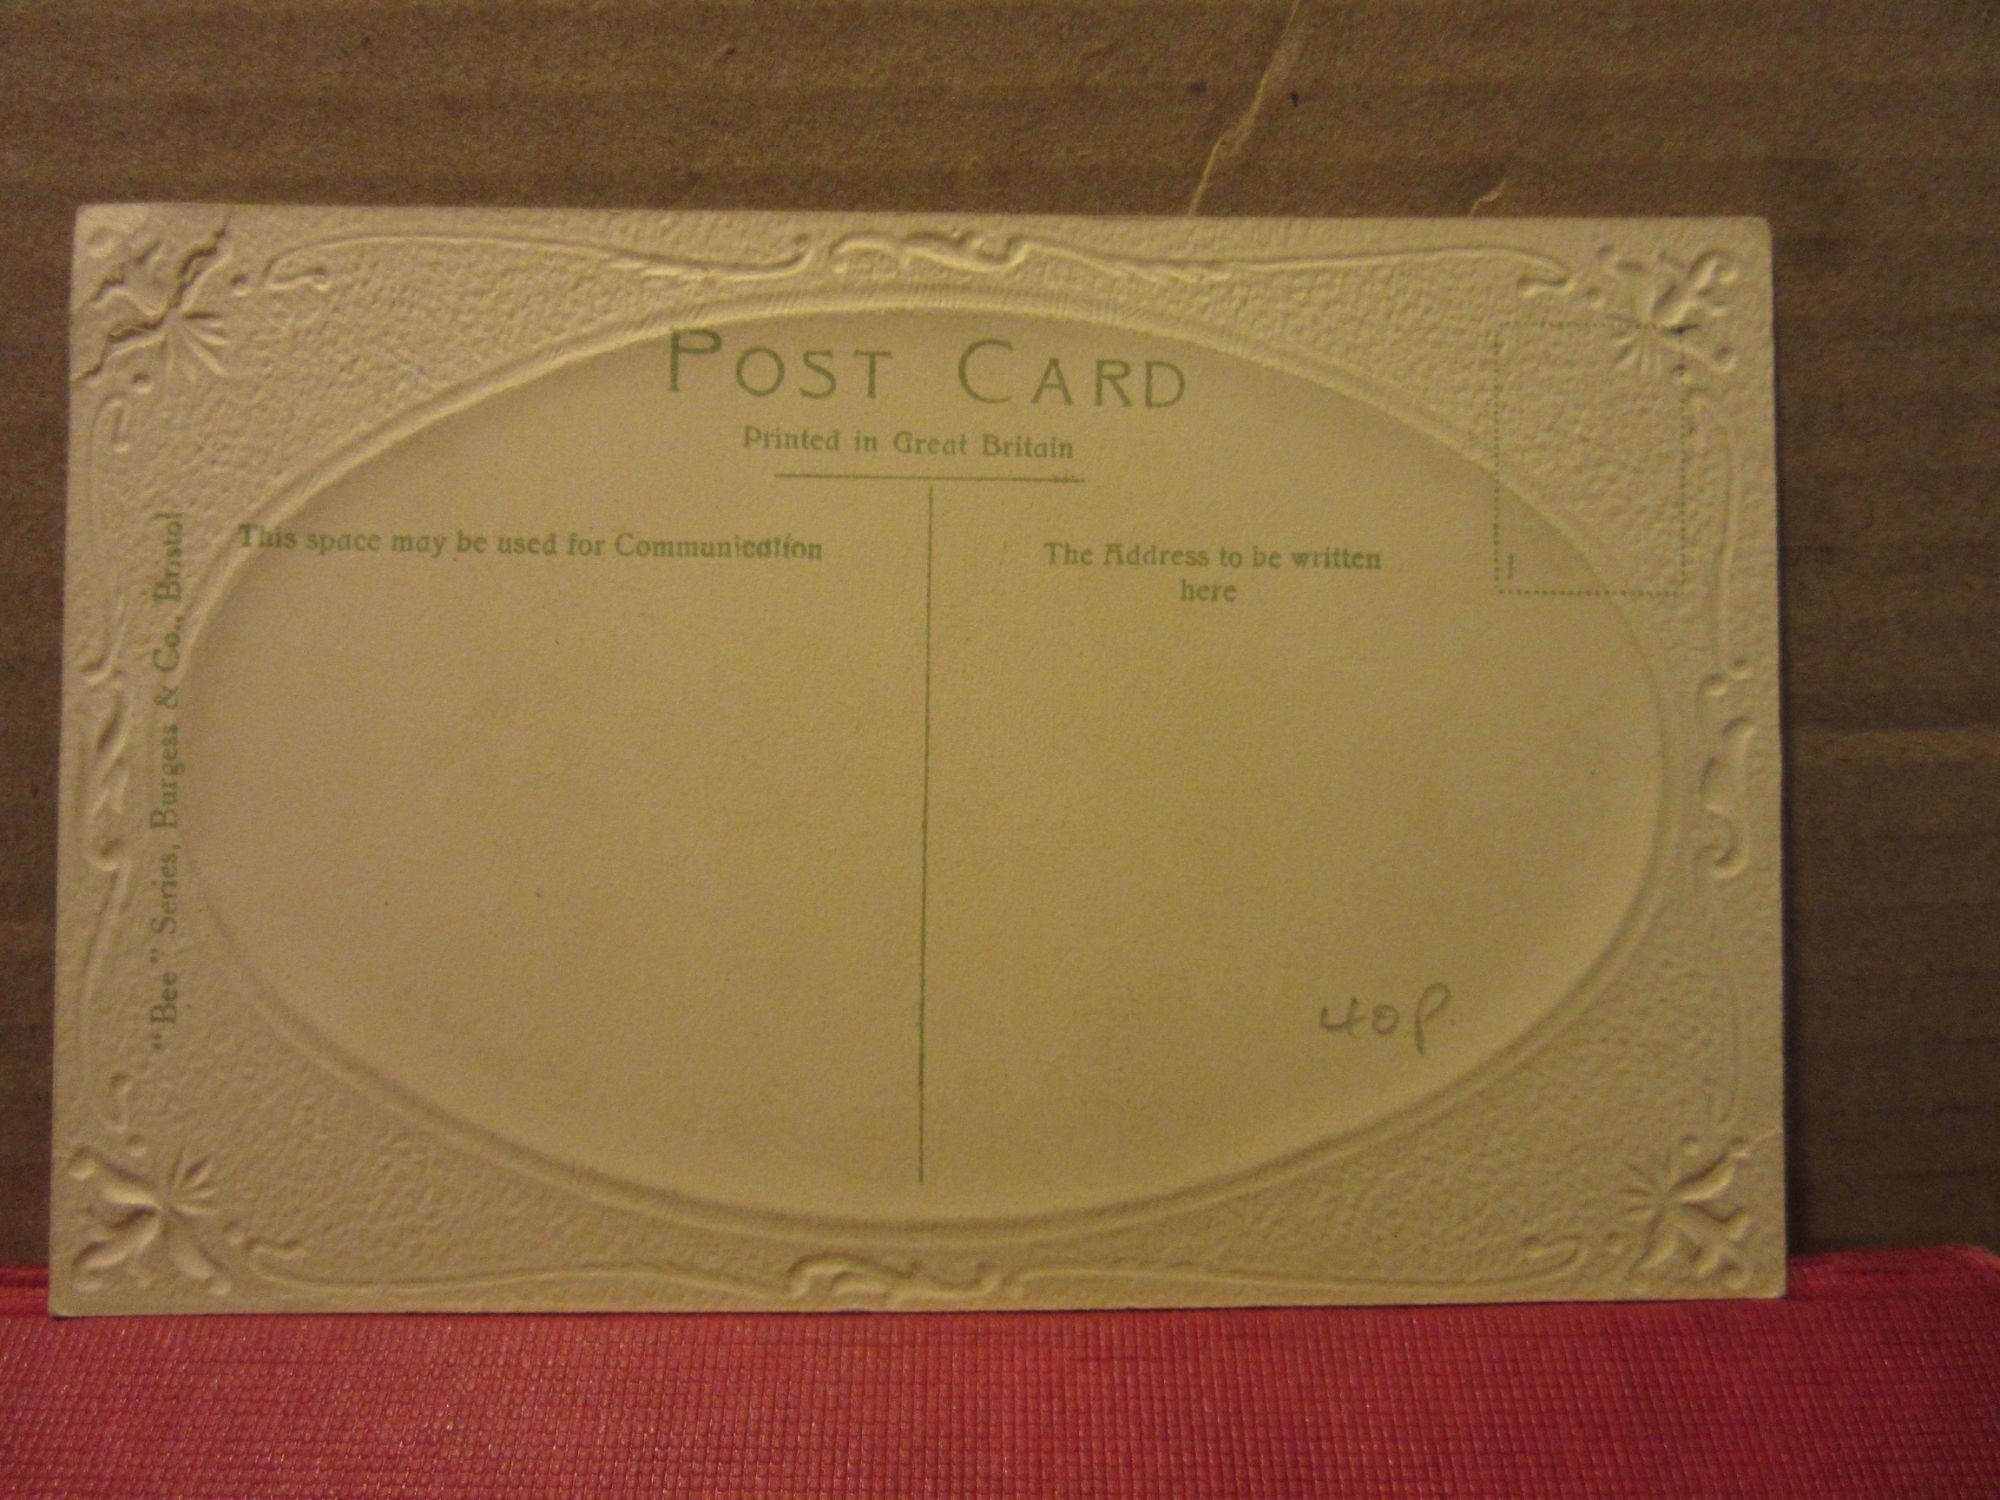 POST CARD
Printed in Great Britain
This space may be used for Communication
The Address to be written
here
"Bee" Series, Burgess & Co., Bristol
40p